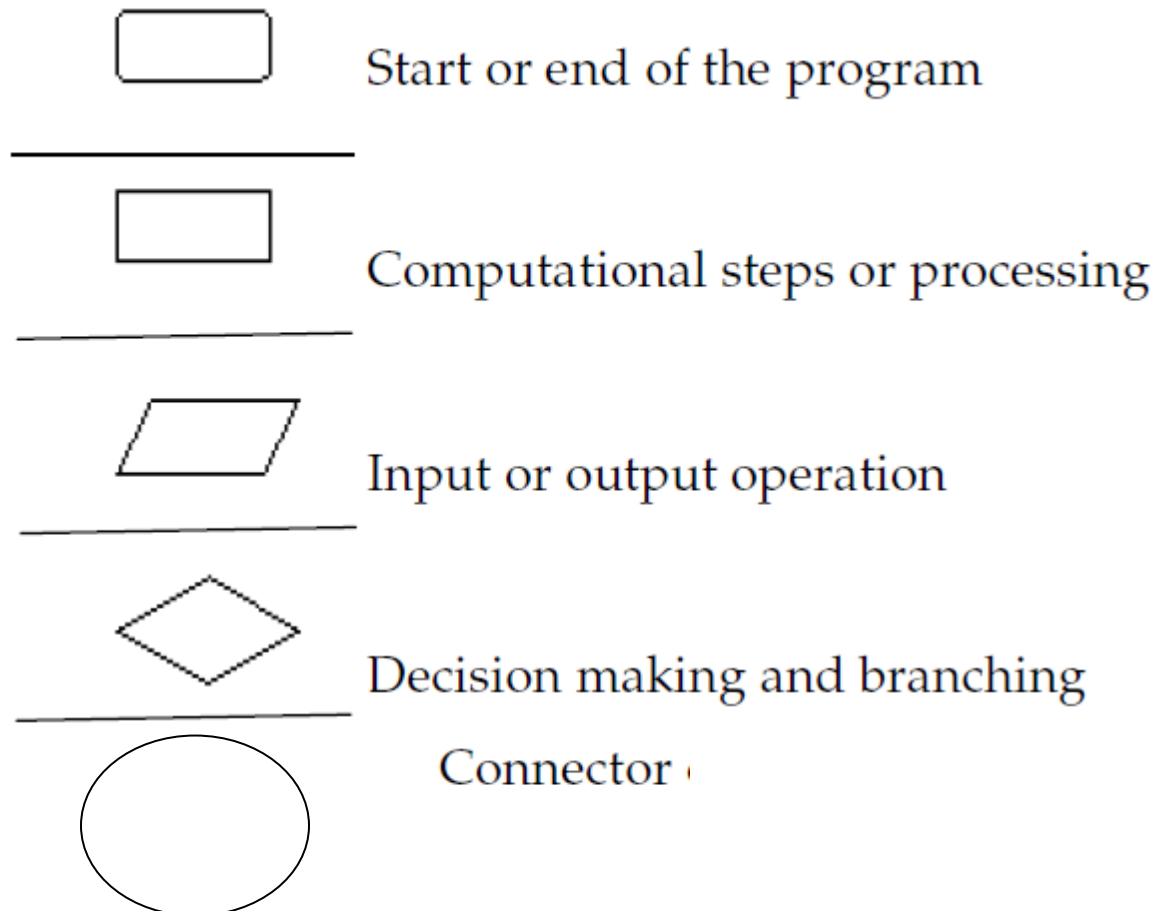 Start or end of the program
Computational steps or processing
Input or output operation
Decision making and branching
Connector